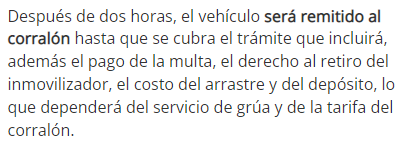 Después de dos horas, el vehículo será remitido al
corralón hasta que se cubra el trámite que incluirá,
además el pago de la multa, el derecho al retiro del
inmovilizador, el costo del arrastre y del depósito, lo
que dependerá del servicio de grúa y de la tarifa del
corralón.